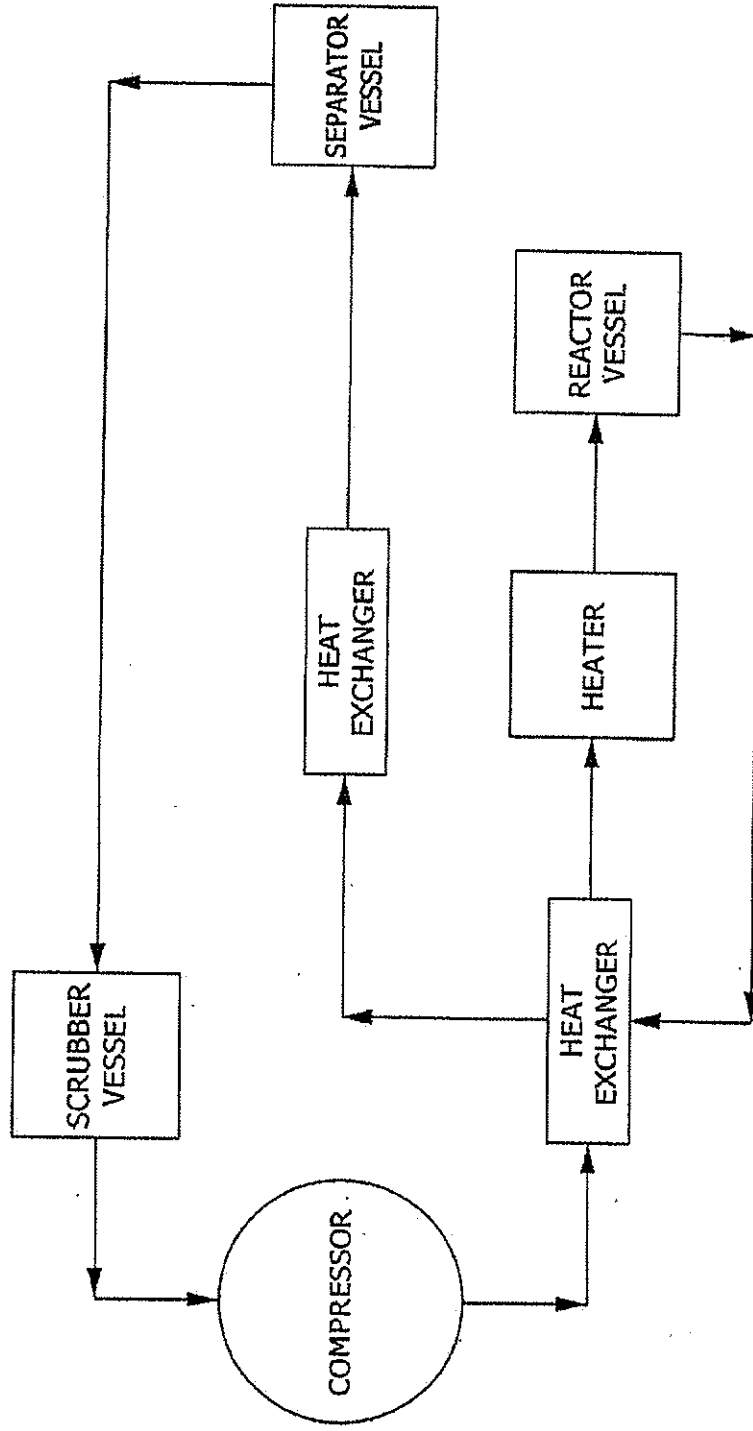 SCRUBBER
VESSEL
SEPARATOR
VESSEL
COMPRESSOR
HEAT
EXCHANGER
HEAT
EXCHANGER
HEATER
REACTOR
VESSEL